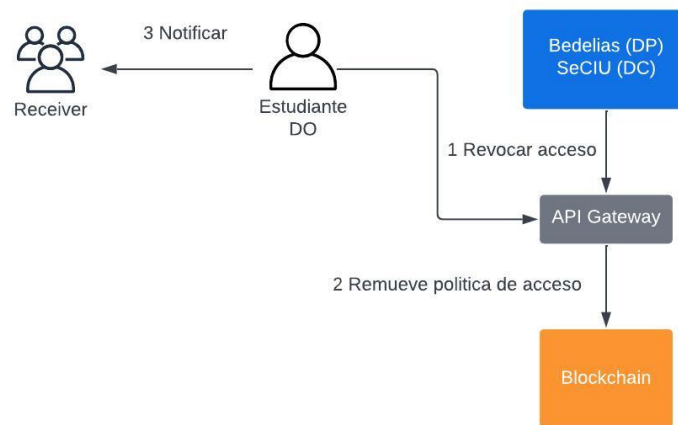 3 Notificar
Receiver
Estudiante
DO
Bedelias (DP)
SeCIU (DC)
1 Revocar acceso
API Gateway
2 Remueve politica de acceso
Blockchain